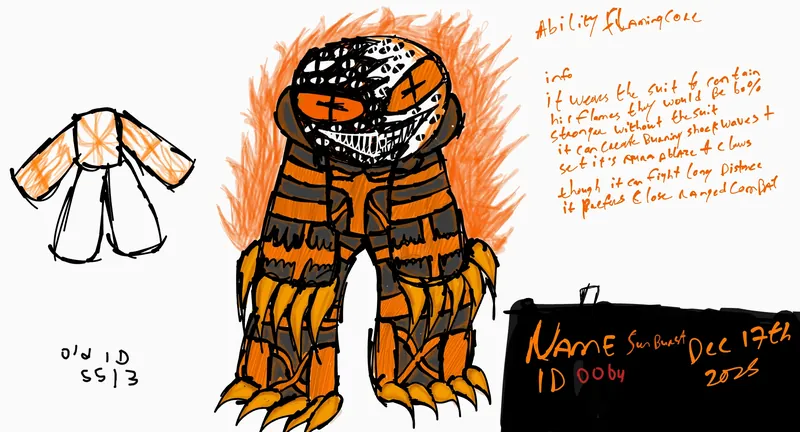 Ability FlamingCore
info
it wears the suit to contain
his flames they would be 60%
stronger without the suit
it can create Burning shockwaves +
set it's arms ablaze + claws
though it can fight long Distance
it Prefers Close Ranged Combat
old ID
5513
NAME SunBurst Dec 17th
2025
ID 0064